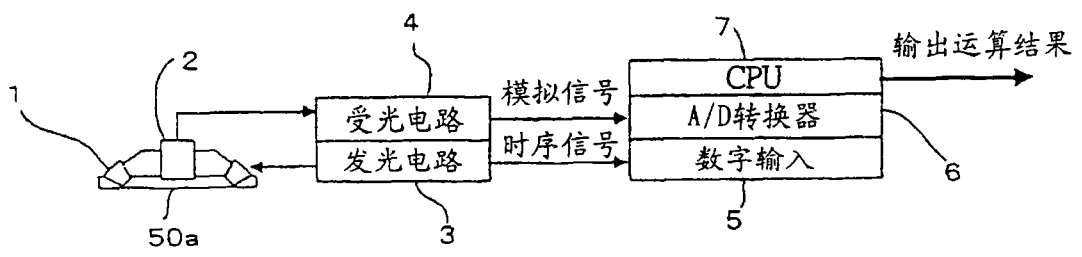 1
2
50a
4
受光电路
发光电路
3
模拟信号
时序信号
7
CPU
A/D转换器
数字输入
5
6
输出运算结果